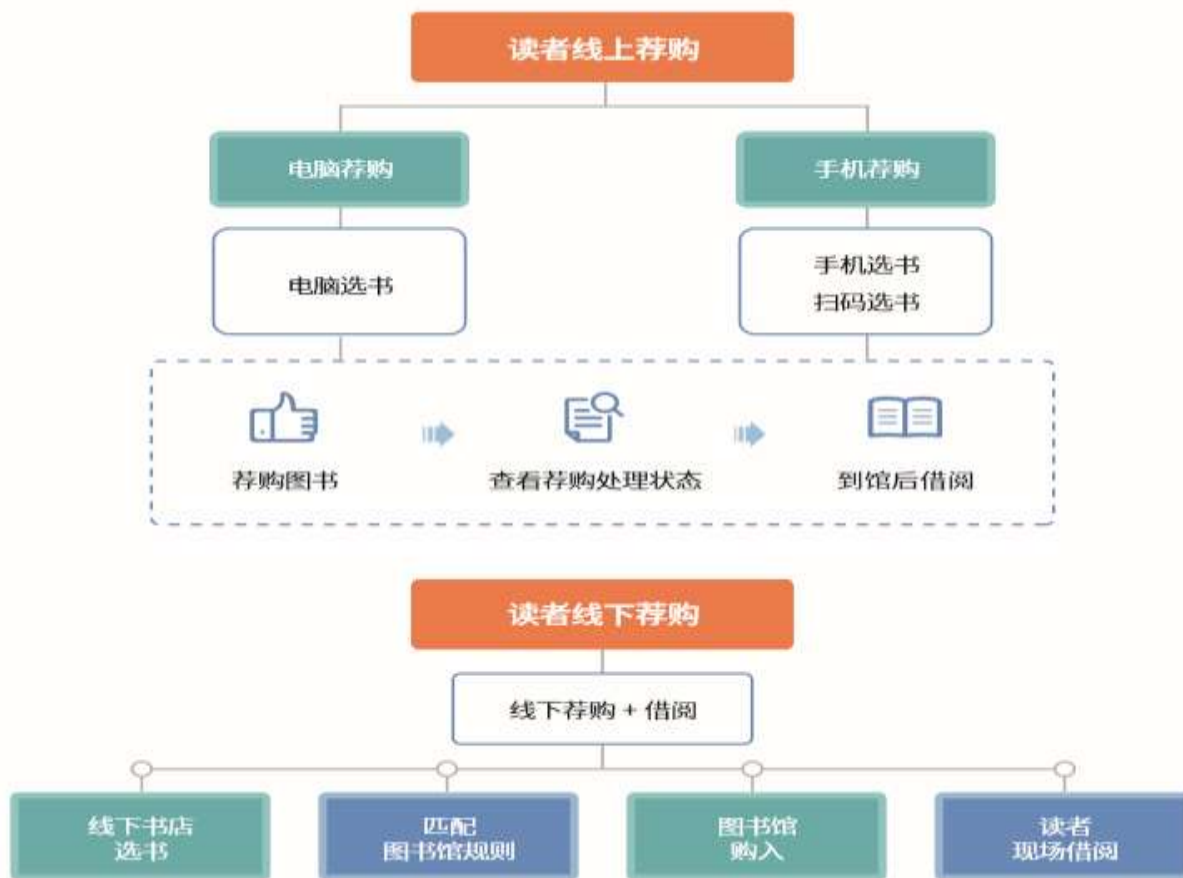 读者线上荐购
电脑荐购
手机荐购
电脑选书
手机选书
扫码选书
荐购图书
查看荐购处理状态
到馆后借阅
读者线下荐购
线下荐购 + 借阅
线下书店
选书
匹配
图书馆规则
图书馆
购入
读者
现场借阅